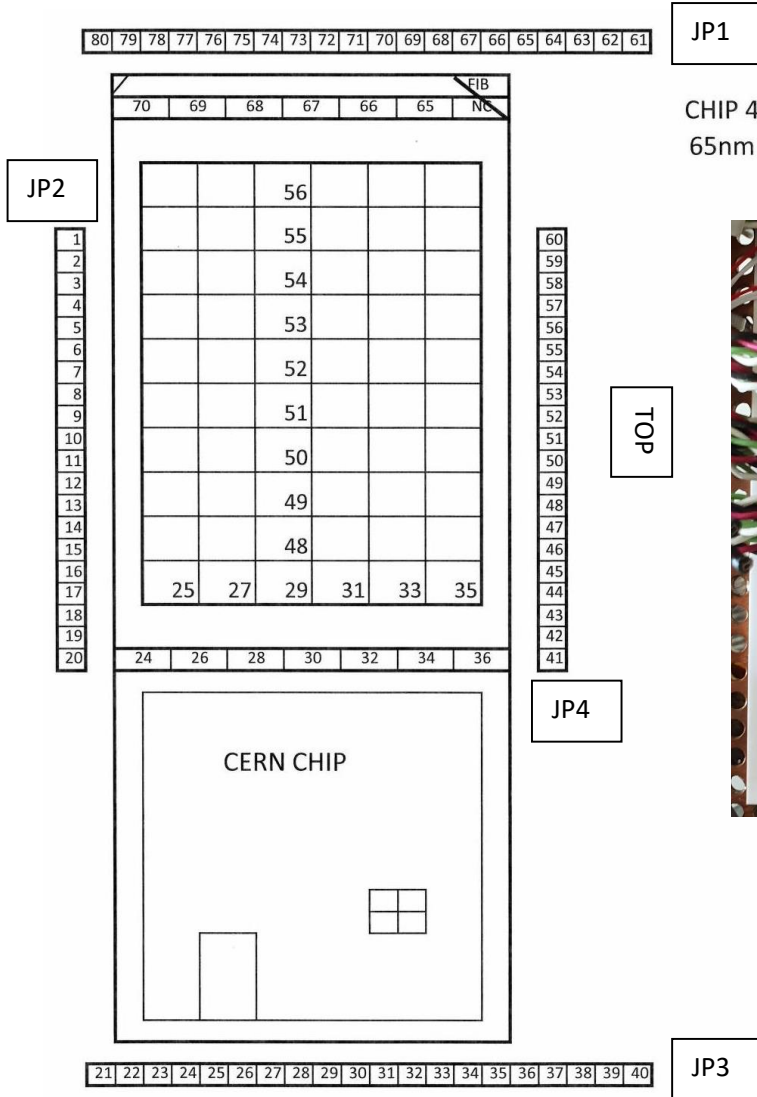 JP1
80 79 78 77 76 75 74 73 72 71 70 69 68 67 66 65 64 63 62 61
FIB
70 69 68 67 66 65 NC
CHIP 4
65nm
JP2
56
1 55 60
2 59
3 54 58
4 57
5 53 56
6 55
7 52 54
8 53
9 51 52
10 51
11 50 50
12 49
13 49 48
14 47
15 48 46
16 45
17 25 27 29 31 33 35 44
18 43
19 42
20 24 26 28 30 32 34 36 41
TOP
JP4
CERN CHIP
21 22 23 24 25 26 27 28 29 30 31 32 33 34 35 36 37 38 39 40
JP3